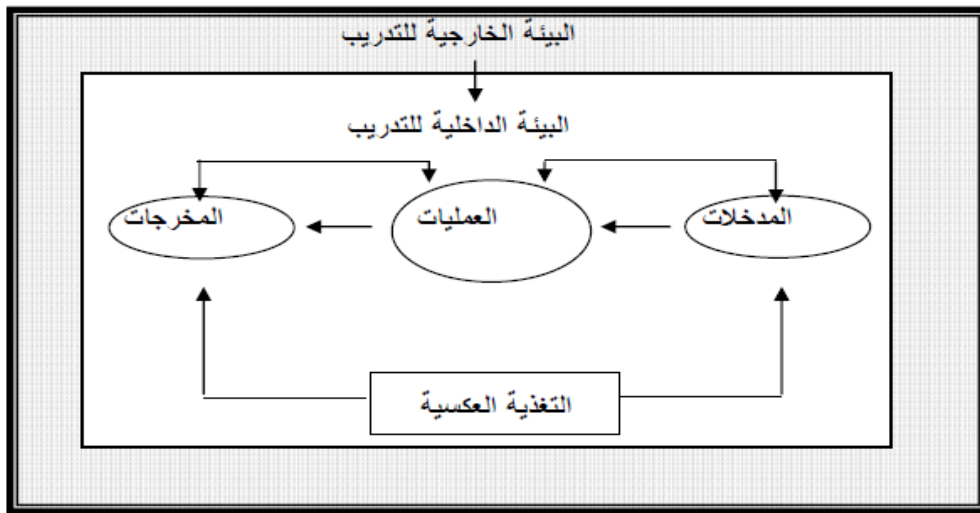 البيئة الخارجية للتدريب
البيئة الداخلية للتدريب
المدخلات
العمليات
المخرجات
التغذية العكسية